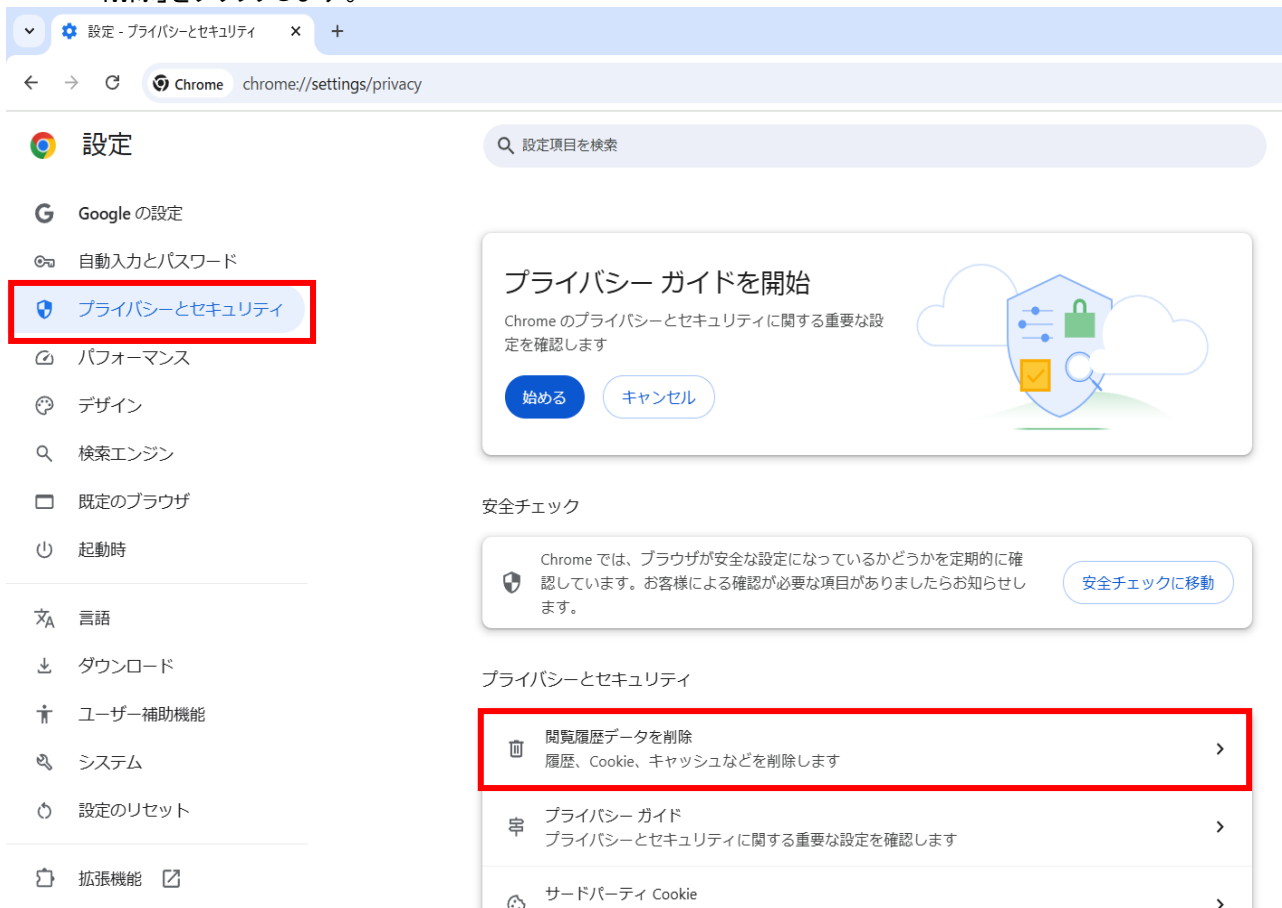 設定 - プライバシーとセキュリティ
Chrome
chrome://settings/privacy
設定
設定項目を検索
Google の設定
自動入力とパスワード
プライバシーとセキュリティ
パフォーマンス
デザイン
検索エンジン
既定のブラウザ
起動時
言語
ダウンロード
ユーザー補助機能
システム
設定のリセット
拡張機能
プライバシー ガイドを開始
Chrome のプライバシーとセキュリティに関する重要な設
定を確認します
始める
キャンセル
安全チェック
Chrome では、ブラウザが安全な設定になっているかどうかを定期的に確
認しています。お客様による確認が必要な項目がありましたらお知らせし
ます。
安全チェックに移動
プライバシーとセキュリティ
閲覧履歴データを削除
履歴、Cookie、キャッシュなどを削除します
プライバシー ガイド
プライバシーとセキュリティに関する重要な設定を確認します
サードパーティ Cookie